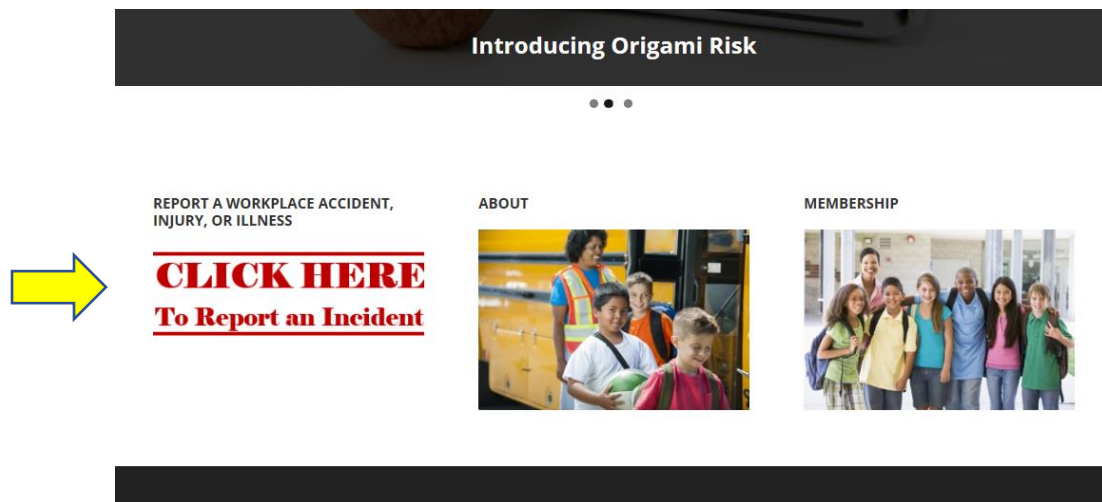 Introducing Origami Risk
REPORT A WORKPLACE ACCIDENT,
INJURY, OR ILLNESS
CLICK HERE
To Report an Incident
ABOUT
MEMBERSHIP